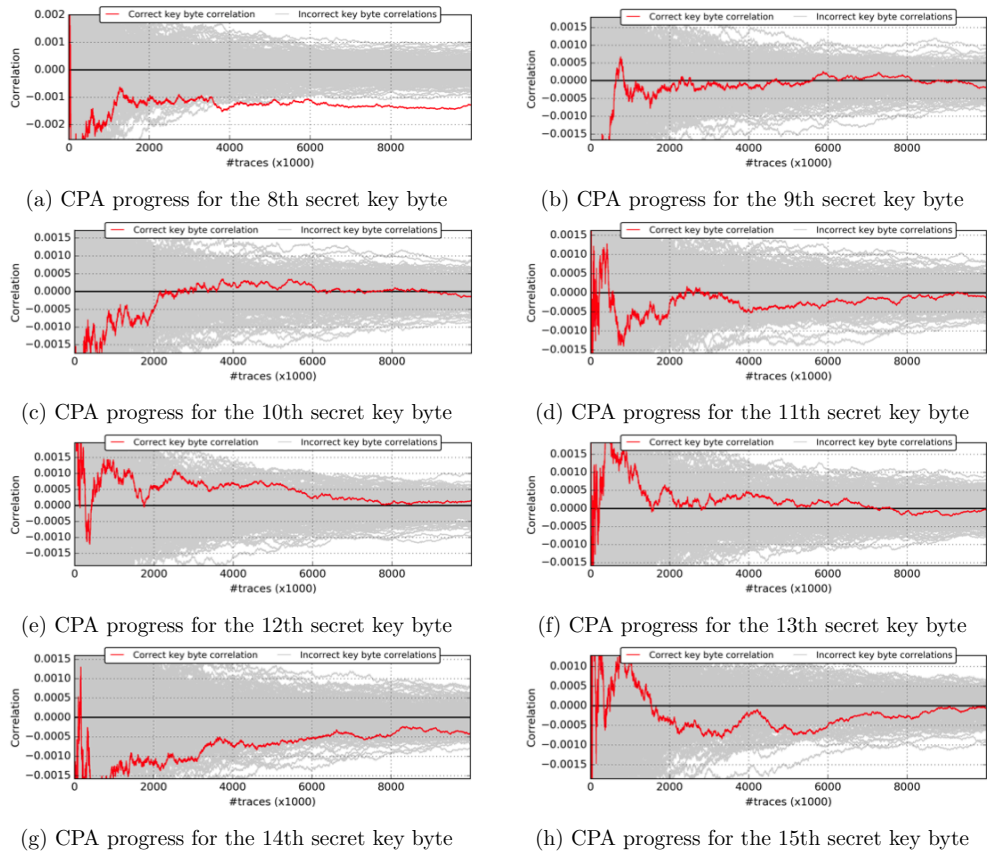 Correct key byte correlation Incorrect key byte correlations
0.002
0.001
0.000
−0.001
−0.002
Correlation
0 2000 4000 6000 8000
#traces (x1000)
(a) CPA progress for the 8th secret key byte
Correct key byte correlation Incorrect key byte correlations
0.0015
0.0010
0.0005
0.0000
−0.0005
−0.0010
−0.0015
Correlation
0 2000 4000 6000 8000
#traces (x1000)
(b) CPA progress for the 9th secret key byte
Correct key byte correlation Incorrect key byte correlations
0.0015
0.0010
0.0005
0.0000
−0.0005
−0.0010
−0.0015
Correlation
0 2000 4000 6000 8000
#traces (x1000)
(c) CPA progress for the 10th secret key byte
Correct key byte correlation Incorrect key byte correlations
0.0015
0.0010
0.0005
0.0000
−0.0005
−0.0010
−0.0015
Correlation
0 2000 4000 6000 8000
#traces (x1000)
(d) CPA progress for the 11th secret key byte
Correct key byte correlation Incorrect key byte correlations
0.0015
0.0010
0.0005
0.0000
−0.0005
−0.0010
−0.0015
Correlation
0 2000 4000 6000 8000
#traces (x1000)
(e) CPA progress for the 12th secret key byte
Correct key byte correlation Incorrect key byte correlations
0.0015
0.0010
0.0005
0.0000
−0.0005
−0.0010
−0.0015
Correlation
0 2000 4000 6000 8000
#traces (x1000)
(f) CPA progress for the 13th secret key byte
Correct key byte correlation Incorrect key byte correlations
0.0015
0.0010
0.0005
0.0000
−0.0005
−0.0010
−0.0015
Correlation
0 2000 4000 6000 8000
#traces (x1000)
(g) CPA progress for the 14th secret key byte
Correct key byte correlation Incorrect key byte correlations
0.0010
0.0005
0.0000
−0.0005
−0.0010
−0.0015
Correlation
0 2000 4000 6000 8000
#traces (x1000)
(h) CPA progress for the 15th secret key byte